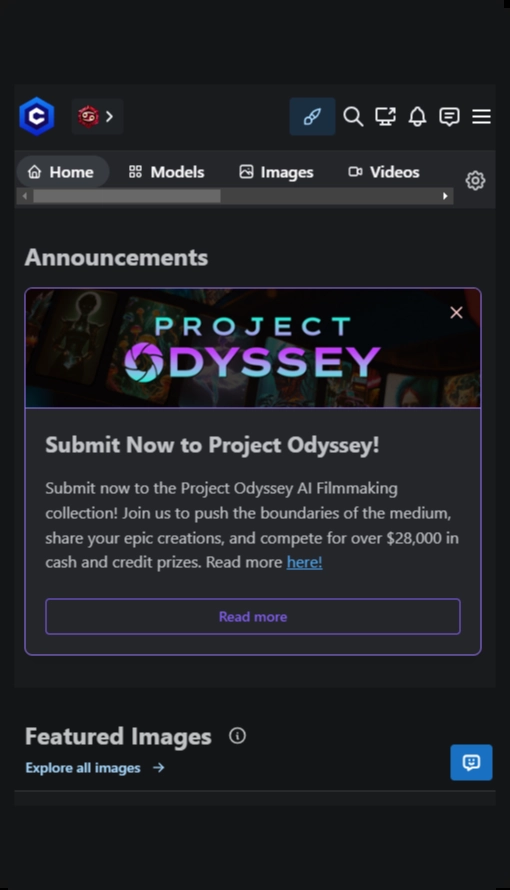 Home
Models
Images
Videos
Announcements
PROJECT
ODYSSEY
Submit Now to Project Odyssey!
Submit now to the Project Odyssey AI Filmmaking
collection! Join us to push the boundaries of the medium,
share your epic creations, and compete for over $28,000 in
cash and credit prizes. Read more here!
Read more
Featured Images
Explore all images